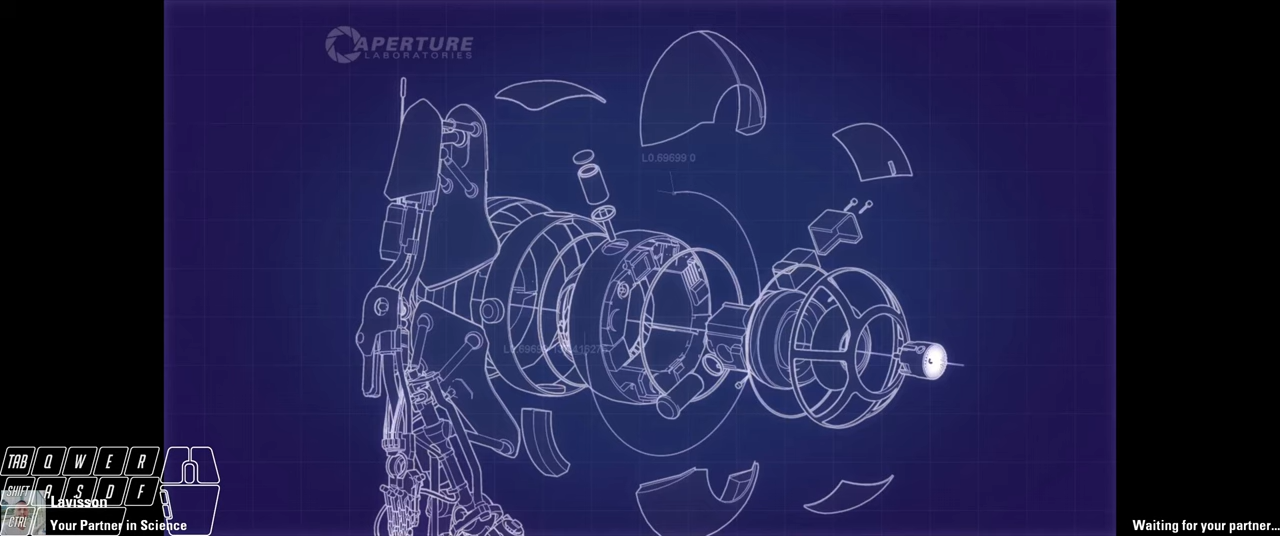 APERTURE
LABORATORIES
L0.69699 0
TAB Q W E R
SHIFT A S D F
CTRL
Lavisson
Your Partner in Science
Waiting for your partner...